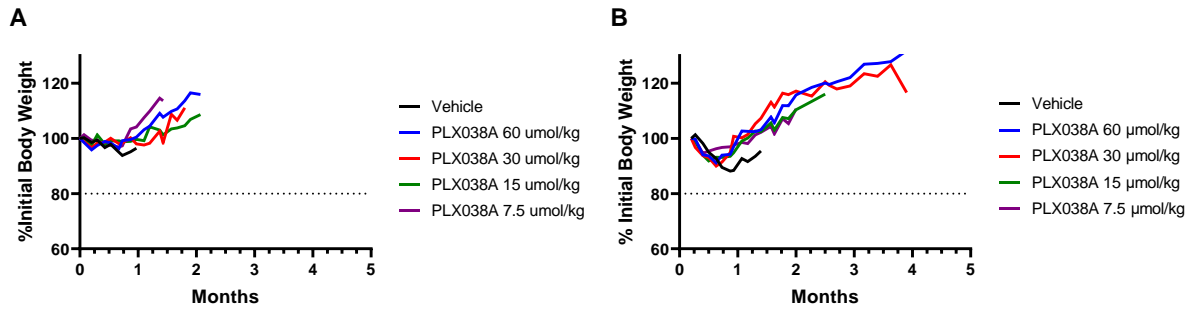 A
%Initial Body Weight
120
100
80
60
0 1 2 3 4 5
Months
Vehicle
PLX038A 60 umol/kg
PLX038A 30 umol/kg
PLX038A 15 umol/kg
PLX038A 7.5 umol/kg
B
% Initial Body Weight
120
100
80
60
0 1 2 3 4 5
Months
Vehicle
PLX038A 60 µmol/kg
PLX038A 30 µmol/kg
PLX038A 15 µmol/kg
PLX038A 7.5 µmol/kg